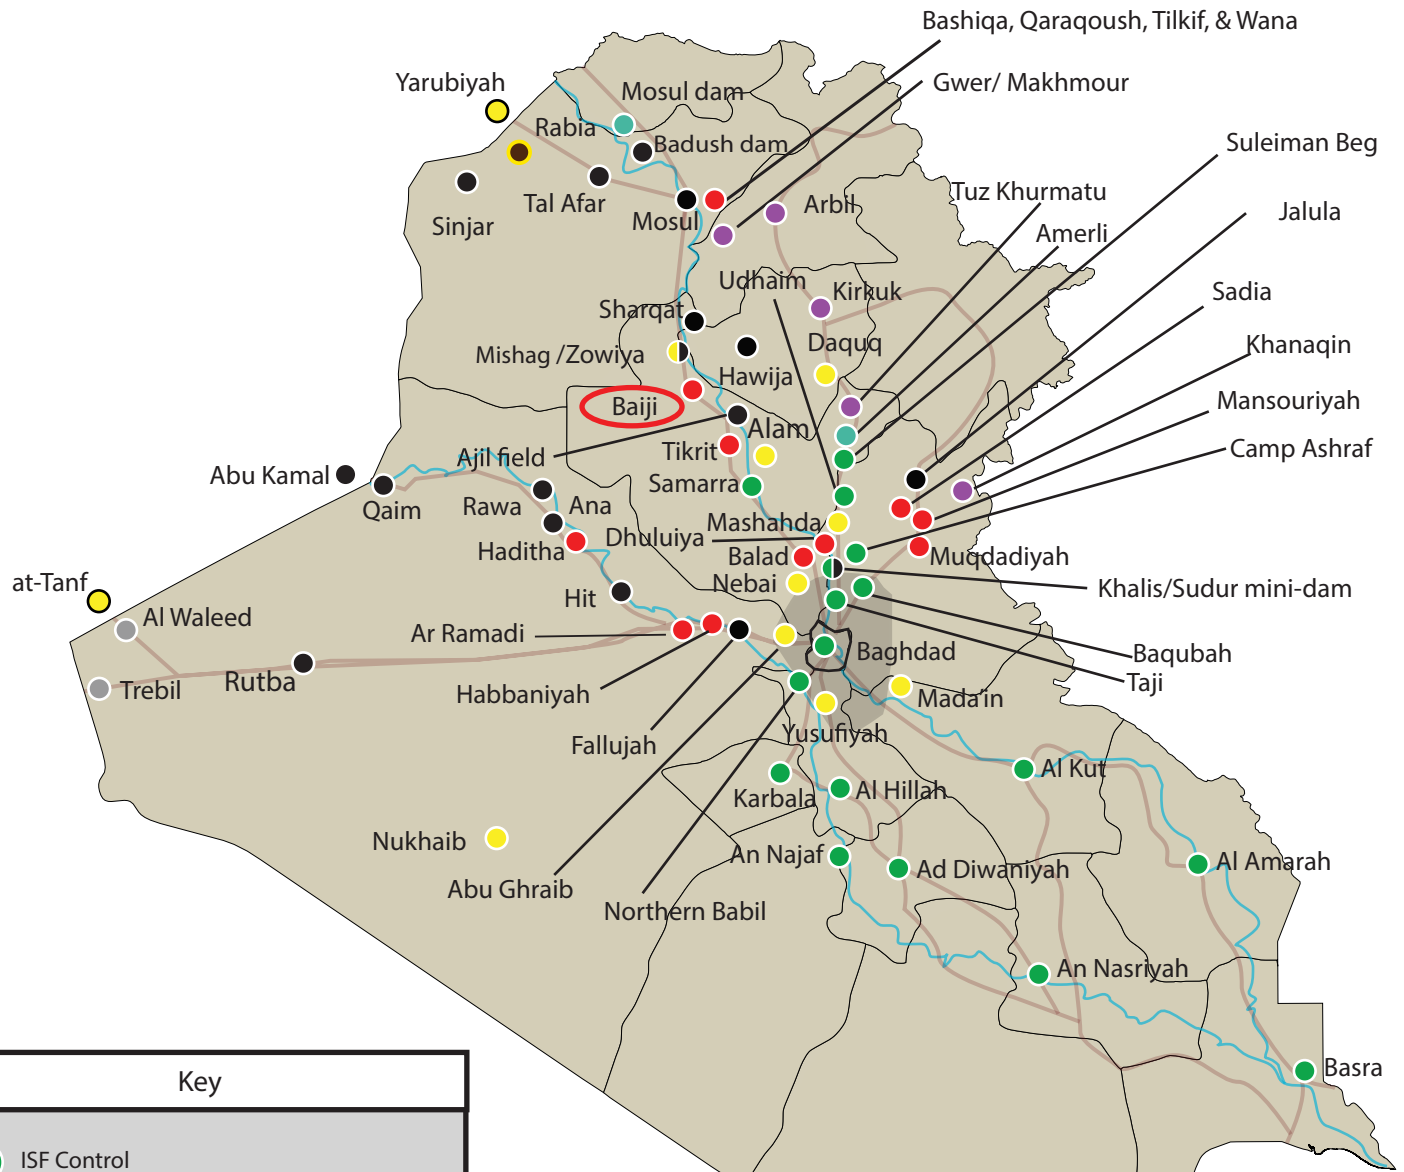 Bashiqa, Qaraqoush, Tilkif, & Wana
Gwer/ Makhmour
Yarubiyah
Mosul dam
Rabia
Badush dam
Suleiman Beg
Tal Afar
Sinjar
Mosul
Arbil
Tuz Khurmatu
Jalula
Amerli
Udhaim
Kirkuk
Sadia
Sharqat
Daquq
Khanaqin
Mishag /Zowiya
Hawija
Baiji
Mansouriyah
Alam
Tikrit
Camp Ashraf
Ajil field
Abu Kamal
Samarra
Qaim
Rawa
Ana
Mashahda
Dhuluiya
Haditha
Balad
Muqdadiyah
at-Tanf
Nebai
Khalis/Sudur mini-dam
Hit
Al Waleed
Ar Ramadi
Baghdad
Baqubah
Rutba
Taji
Trebil
Habbaniyah
Mada'in
Yusufiyah
Fallujah
Al Kut
Karbala
Al Hillah
Nukhaib
An Najaf
Al Amarah
Ad Diwaniyah
Abu Ghraib
Northern Babil
An Nasriyah
Basra
Key
ISF Control